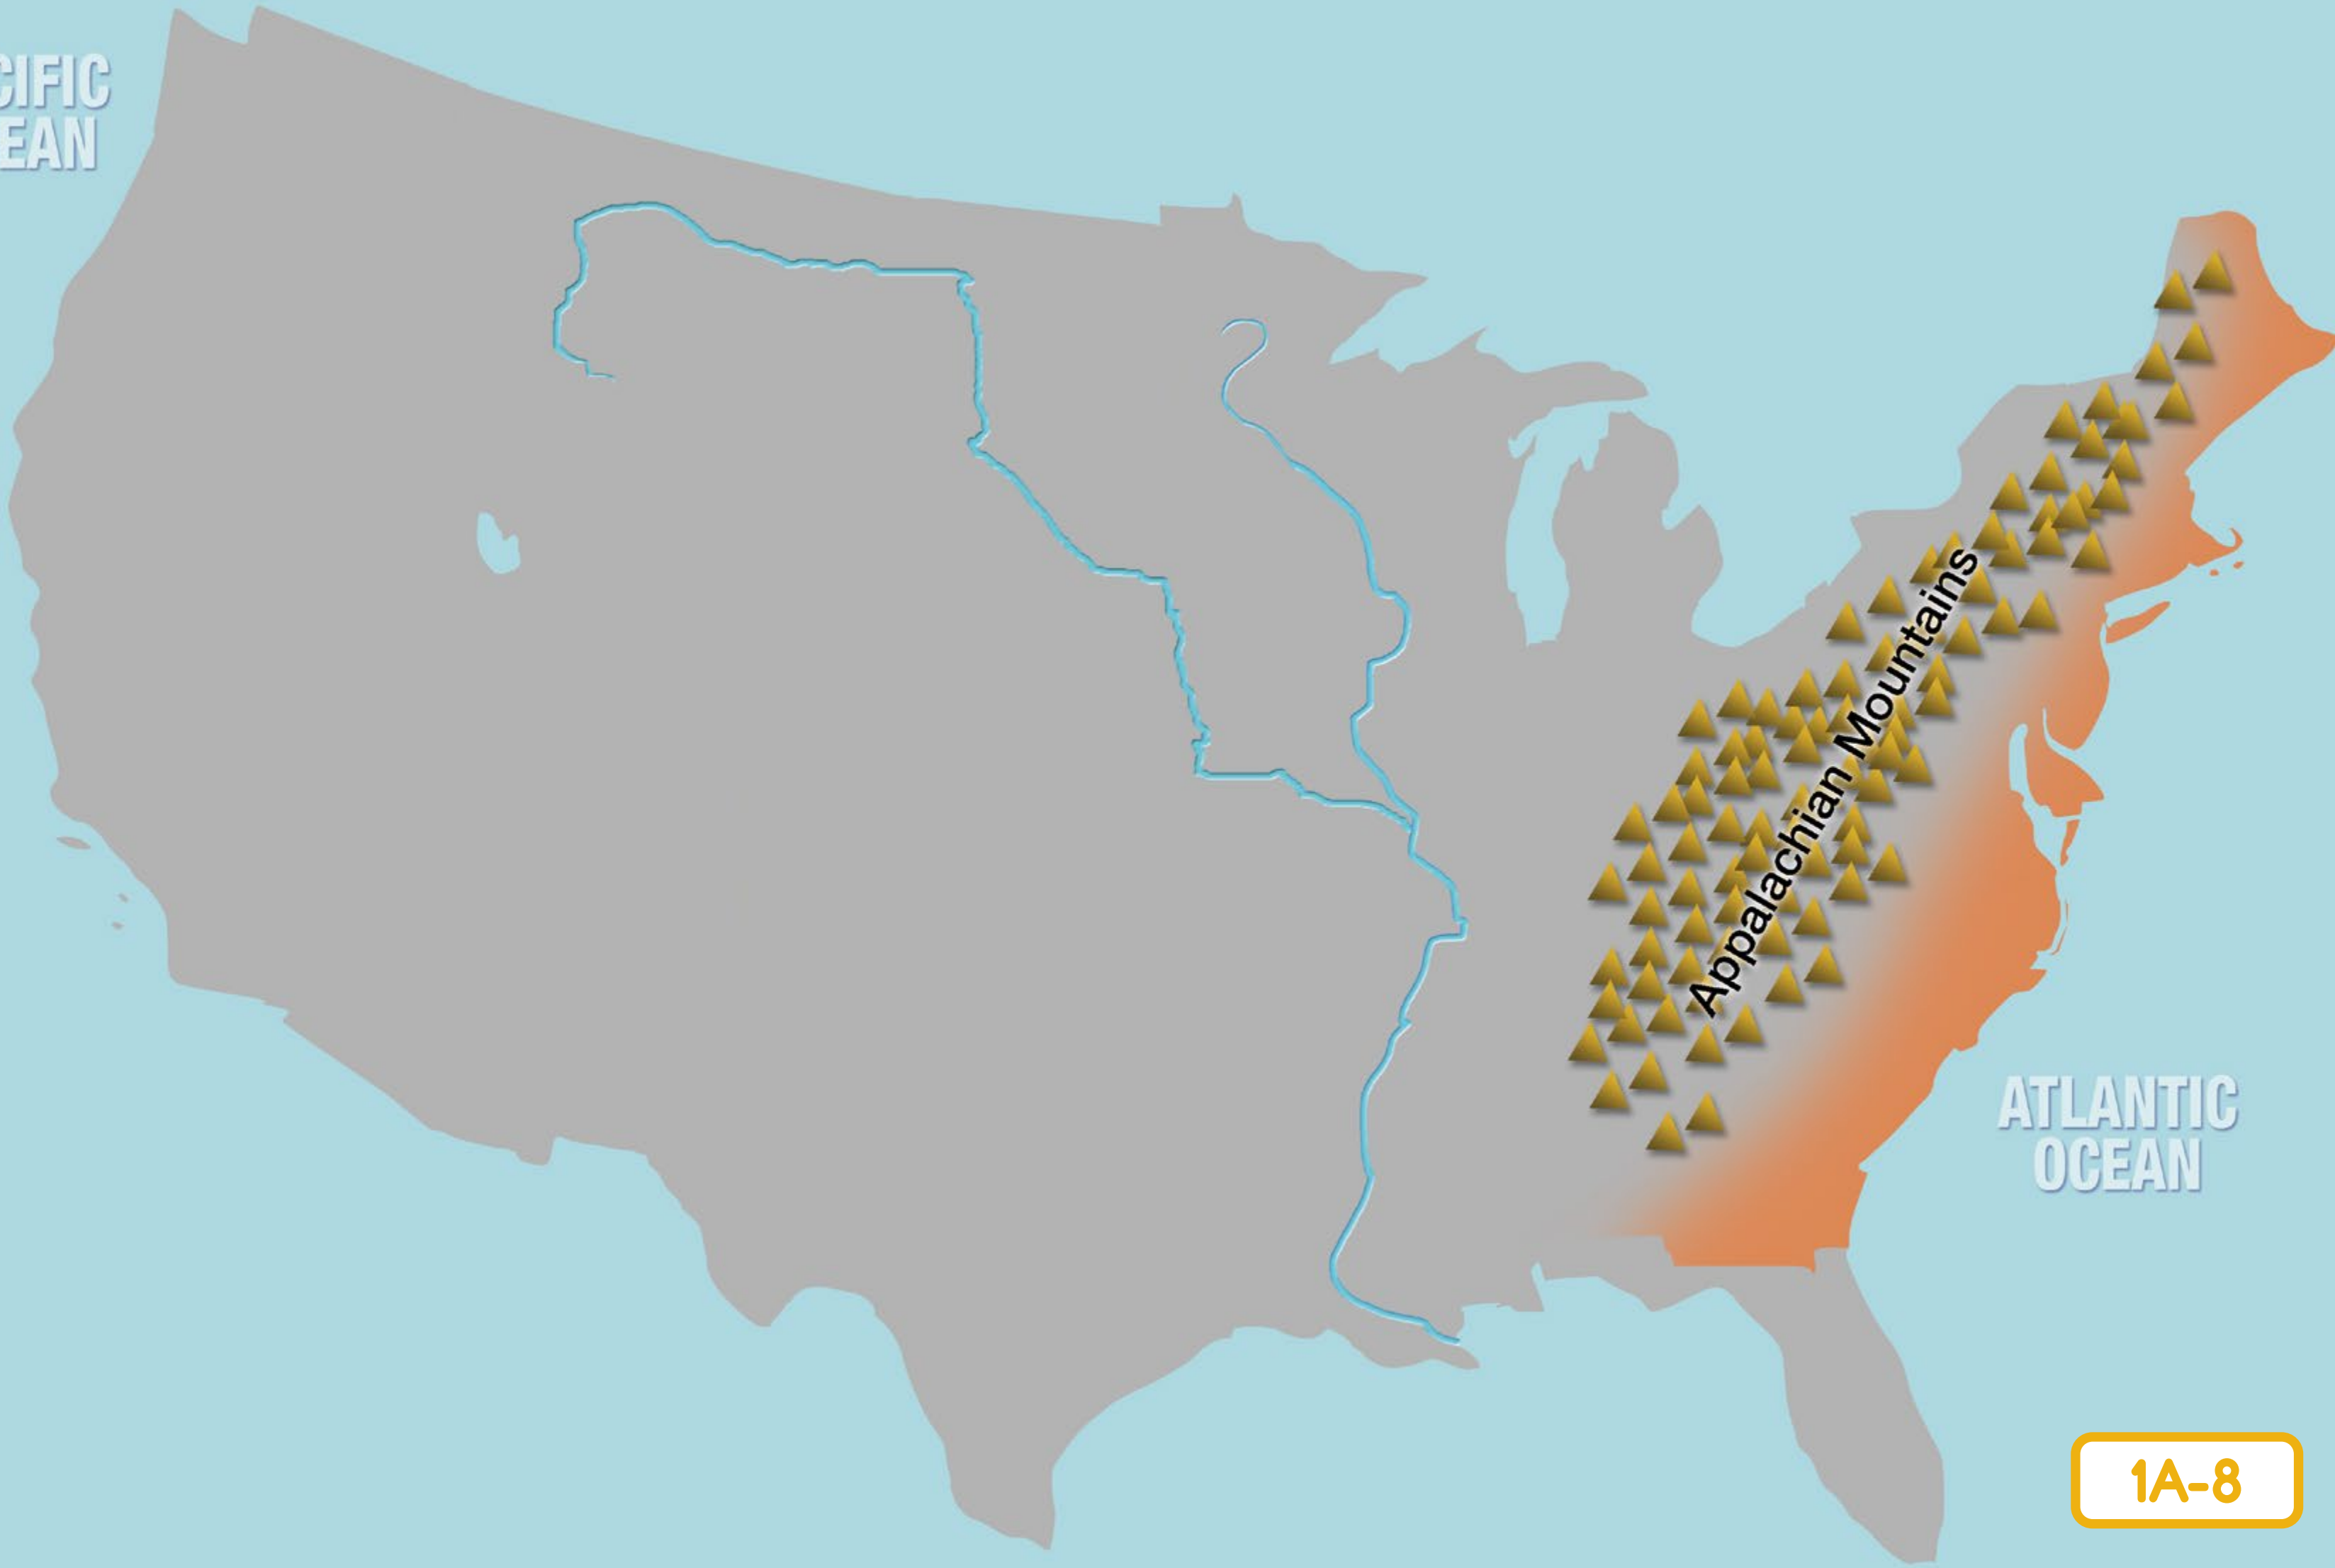 CIFIC
EAN
Appalachian Mountains
ATLANTIC
OCEAN
1A-8